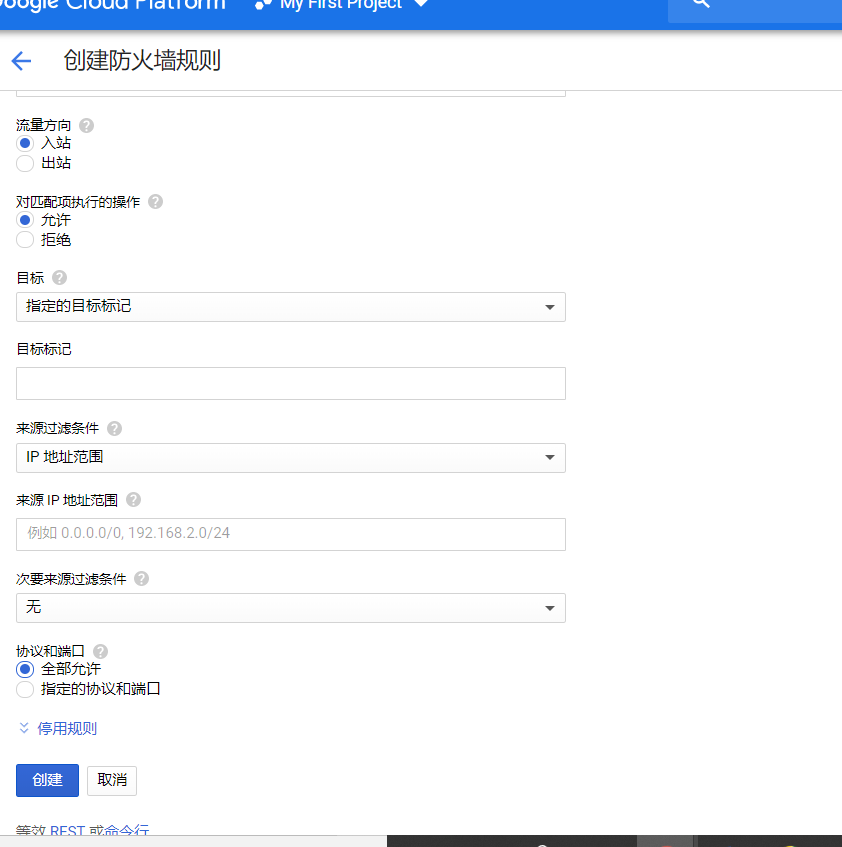 Google Cloud Platform My First Project
创建防火墙规则
流量方向 ?
入站
出站
对匹配项执行的操作 ?
允许
拒绝
目标 ?
指定的目标标记
目标标记
来源过滤条件 ?
IP 地址范围
来源 IP 地址范围 ?
例如 0.0.0.0/0, 192.168.2.0/24
次要来源过滤条件 ?
无
协议和端口 ?
全部允许
指定的协议和端口
停用规则
创建 取消
等效 REST 或命令行